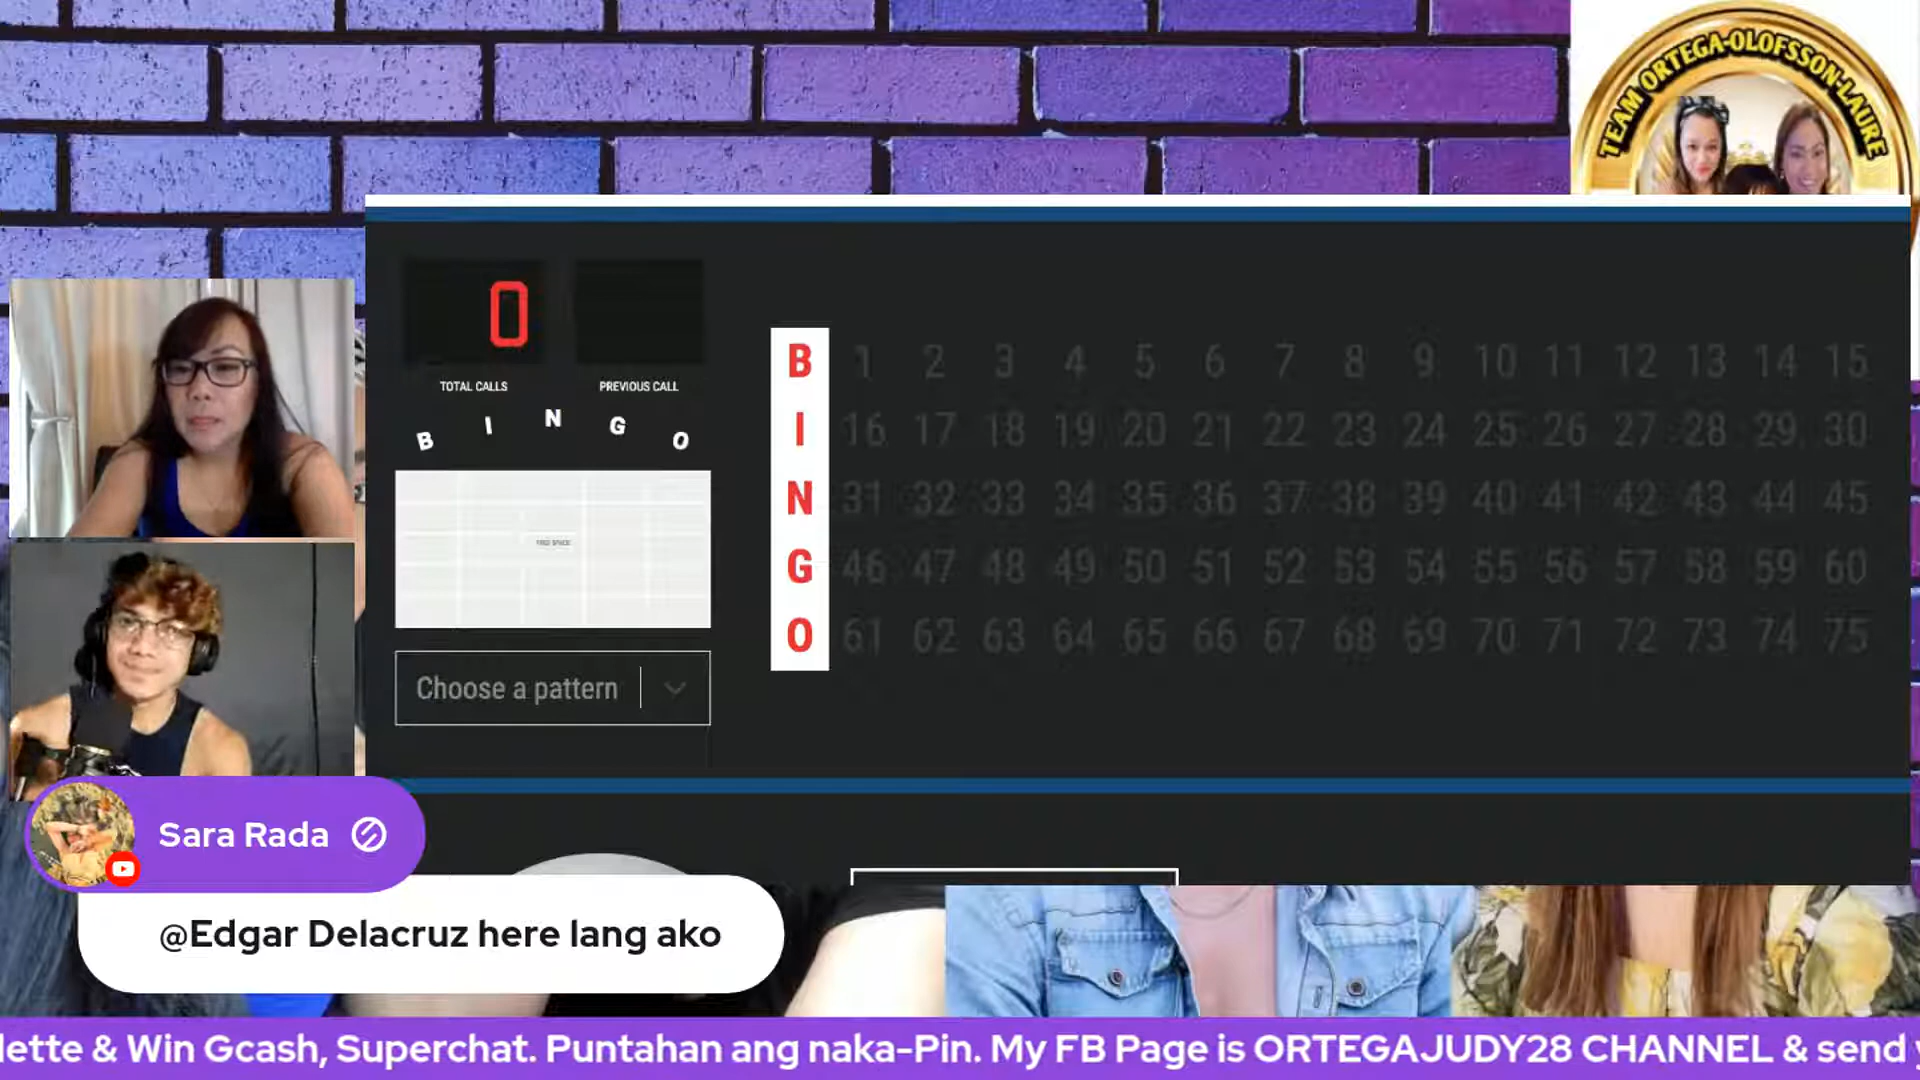 TEAM ORTEGA-OLOFSSON-LAURE
0
TOTAL CALLS
PREVIOUS CALL
B I N G O
FREE SPACE
Choose a pattern
B 1 2 3 4 5 6 7 8 9 10 11 12 13 14 15
I 16 17 18 19 20 21 22 23 24 25 26 27 28 29 30
N 31 32 33 34 35 36 37 38 39 40 41 42 43 44 45
G 46 47 48 49 50 51 52 53 54 55 56 57 58 59 60
O 61 62 63 64 65 66 67 68 69 70 71 72 73 74 75
Sara Rada
@Edgar Delacruz here lang ako
lette & Win Gcash, Superchat. Puntahan ang naka-Pin. My FB Page is ORTEGAJUDY28 CHANNEL & send